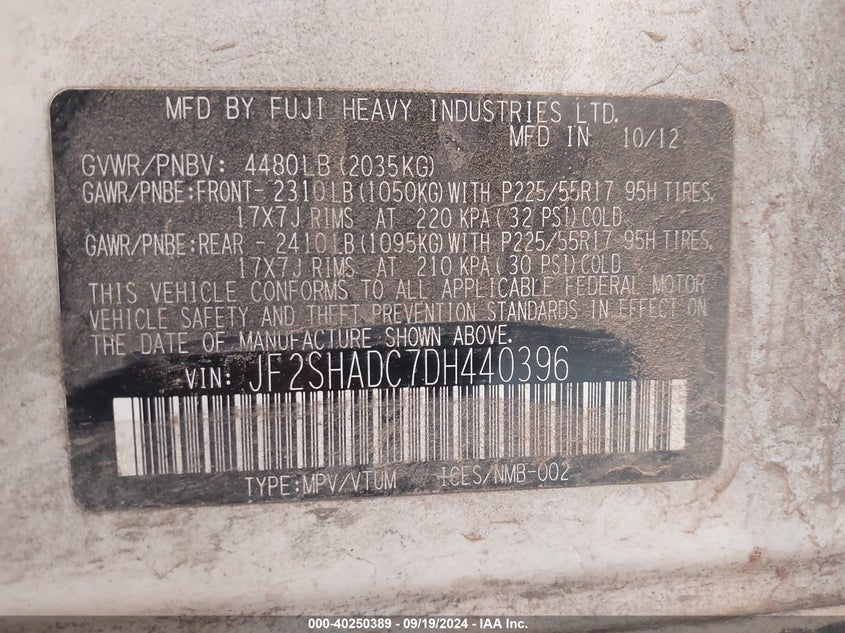 MFD BY FUJI HEAVY INDUSTRIES LTD.
MFD IN 10/12
GVWR/PNBV: 4480LB(2035KG)
GAWR/PNBE:FRONT- 2310LB(1050KG)WITH P225/55R17 95H TIRES,
17X7J RIMS AT 220 KPA(32 PSI)COLD
GAWR/PNBE:REAR - 2410LB(1095KG)WITH P225/55R17 95H TIRES,
17X7J RIMS AT 210 KPA(30 PSI)COLD
THIS VEHICLE CONFORMS TO ALL APPLICABLE FEDERAL MOTOR
VEHICLE SAFETY AND THEFT PREVENTION STANDARDS IN EFFECT ON
THE DATE OF MANUFACTURE SHOWN ABOVE.
VIN: JF2SHADC7DH440396
TYPE:MPV/VTUM ICES/NMB-002
000-40250389 - 09/19/2024 - IAA Inc.